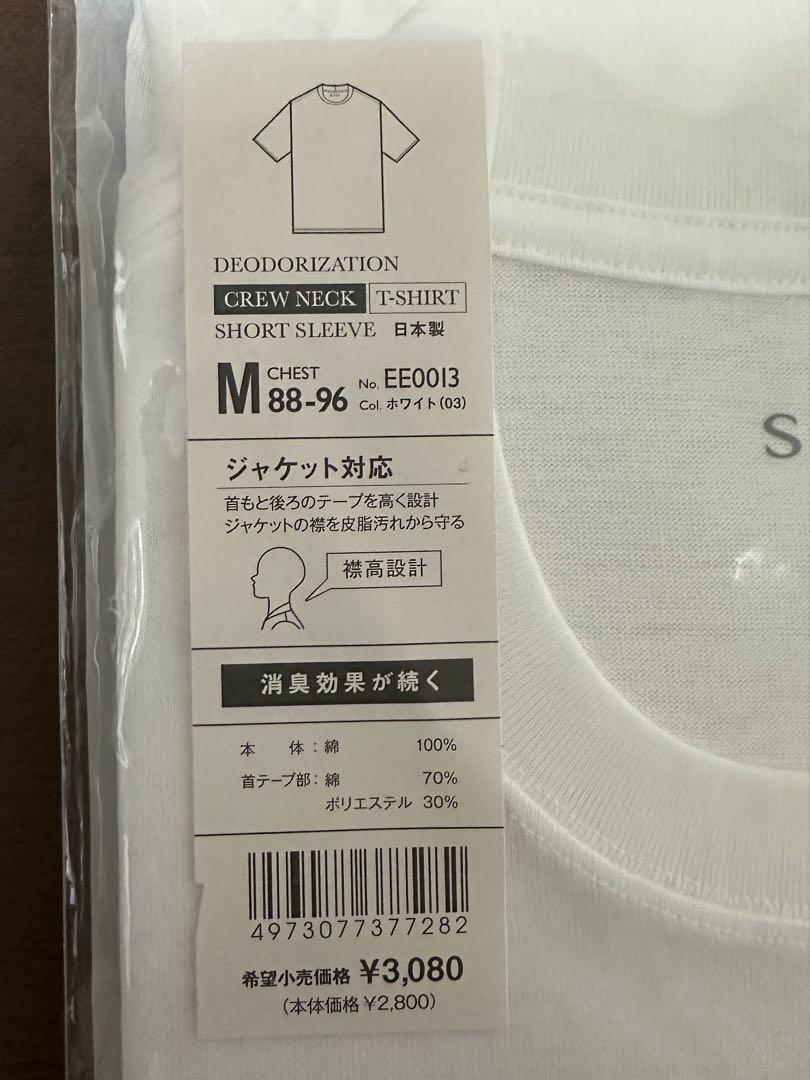 DEODORIZATION
CREW NECK T-SHIRT
SHORT SLEEVE 日本製
M CHEST 88-96 No. EE0013
Col. ホワイト(03)
ジャケット対応
首もと後ろのテープを高く設計
ジャケットの襟を皮脂汚れから守る
襟高設計
消臭効果が続く
本 体：綿 100%
首テープ部：綿 70%
ポリエステル 30%
4973077377282
希望小売価格 ¥3,080
(本体価格¥2,800)
S